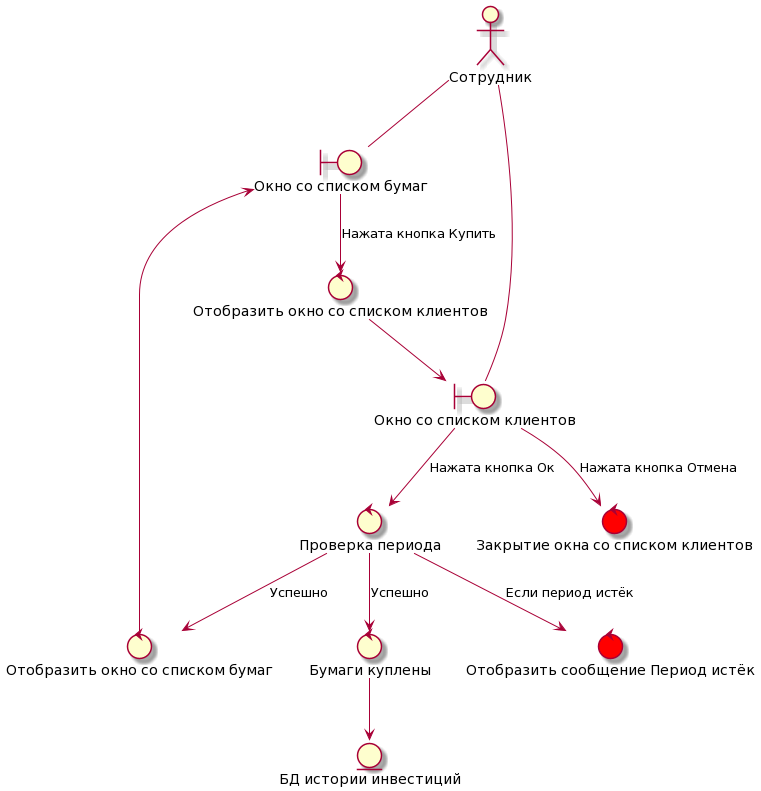 Сотрудник
Окно со списком бумаг
Нажата кнопка Купить
Отобразить окно со списком клиентов
Окно со списком клиентов
Нажата кнопка Ок
Нажата кнопка Отмена
Проверка периода
Закрытие окна со списком клиентов
Успешно
Успешно
Если период истёк
Отобразить окно со списком бумаг
Бумаги куплены
Отобразить сообщение Период истёк
БД истории инвестиций